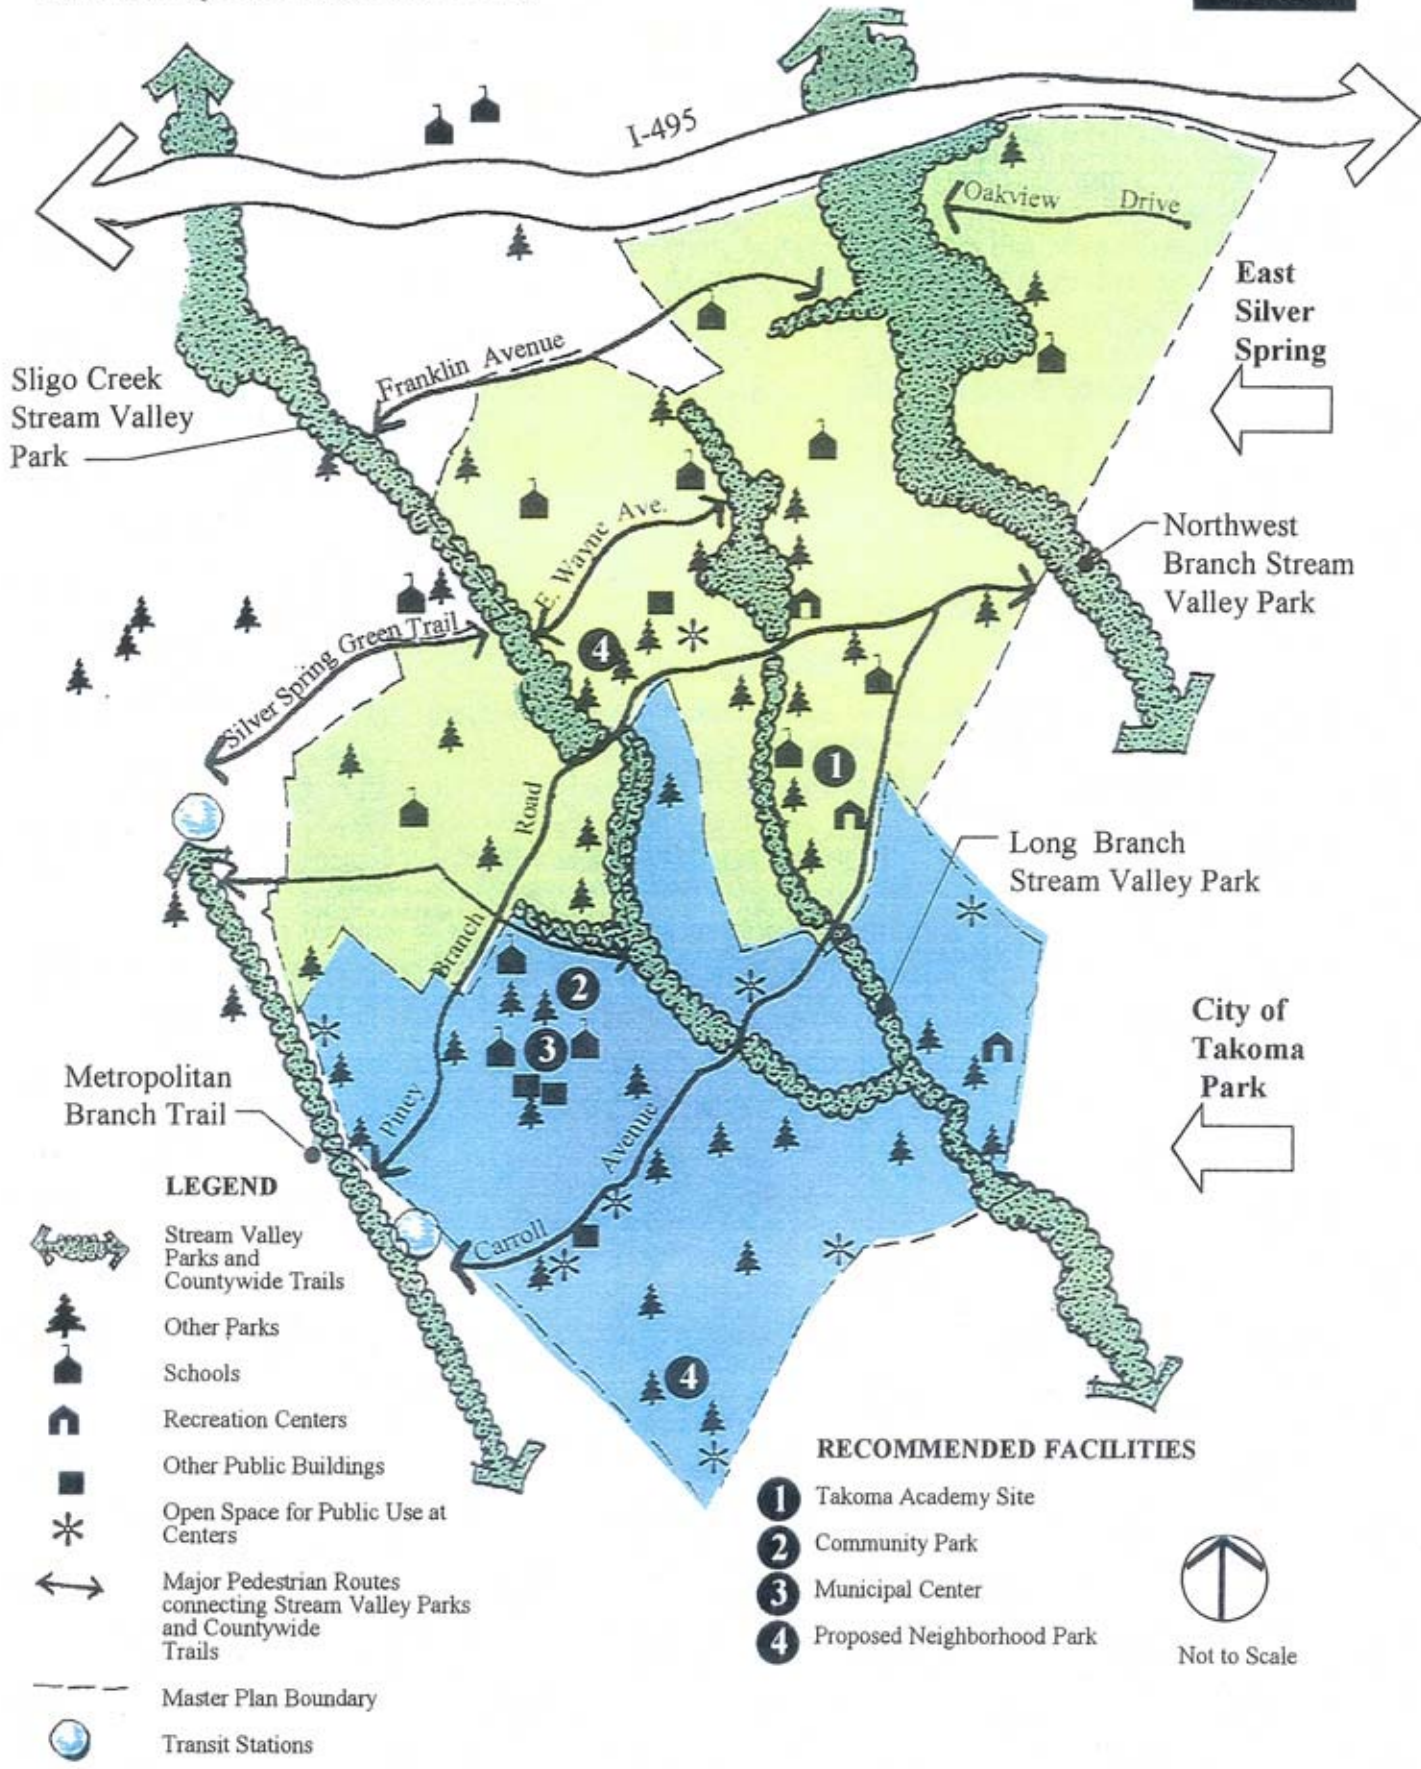 I-495
Oakview Drive
East
Silver
Spring
Franklin Avenue
Sligo Creek
Stream Valley
Park
E. Wayne Ave.
Northwest
Branch Stream
Valley Park
Silver Spring Green Trail
4
1
Road
Long Branch
Stream Valley Park
Branch
2
City of
Takoma
Park
3
Metropolitan
Branch Trail
Piney
Avenue
Carroll
4
LEGEND
Stream Valley
Parks and
Countywide Trails
Other Parks
Schools
Recreation Centers
Other Public Buildings
Open Space for Public Use at
Centers
Major Pedestrian Routes
connecting Stream Valley Parks
and Countywide
Trails
Master Plan Boundary
Transit Stations
RECOMMENDED FACILITIES
1 Takoma Academy Site
2 Community Park
3 Municipal Center
4 Proposed Neighborhood Park
Not to Scale